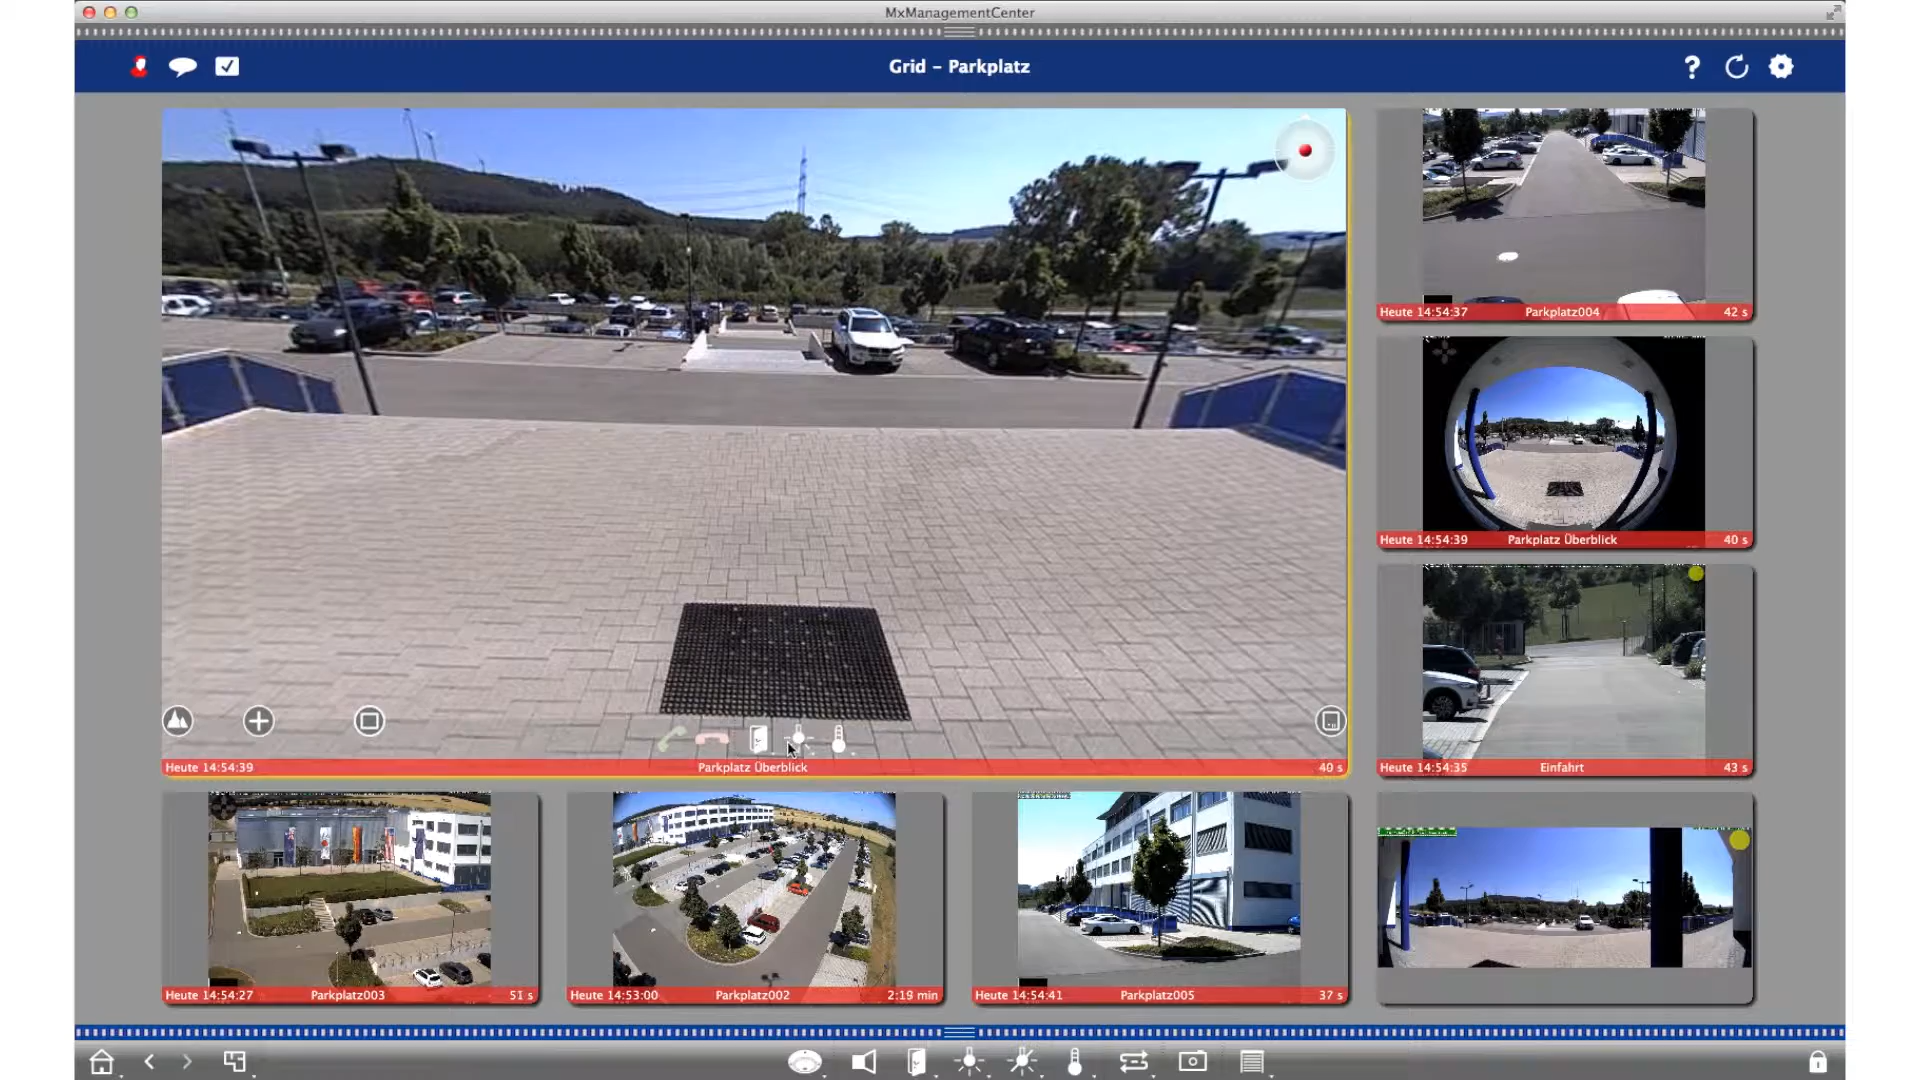 MxManagementCenter
Grid – Parkplatz
?
Heute 14:54:37 Parkplatz004 42 s
Heute 14:54:39 Parkplatz Überblick 40 s
Heute 14:54:35 Einfahrt 43 s
Heute 14:54:39 Parkplatz Überblick 40 s
Heute 14:54:27 Parkplatz003 51 s
Heute 14:53:00 Parkplatz002 2:19 min
Heute 14:54:41 Parkplatz005 37 s